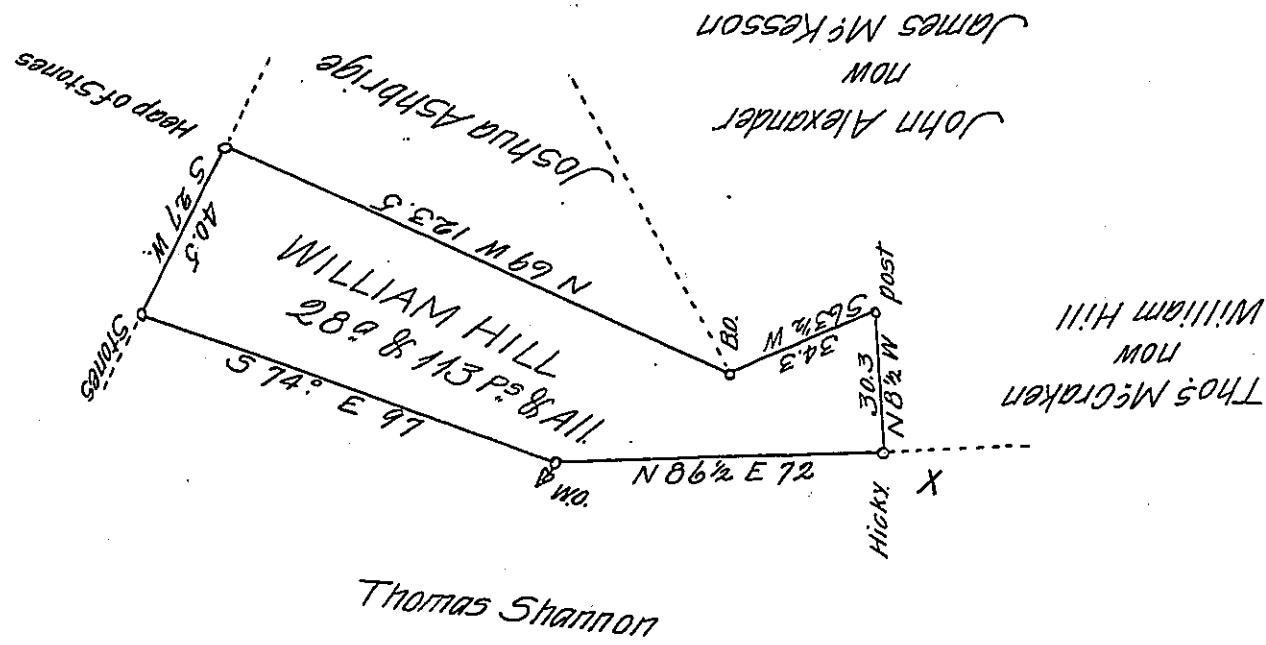 John Alexander
now
James McKesson
Joshua Ashbrige
Heap of Stones
S 27 W.
40.5
N 69 W 123.5
WILLIAM HILL
28a & 113 Ps & All.
Stones
S 74° E 97
W.O.
N 86½ E 72
B.O.
S 63½ W
34.3
post
30.3
N 8½ W
Hicky
X
Thos. McCraken
now
William Hill
Thomas Shannon